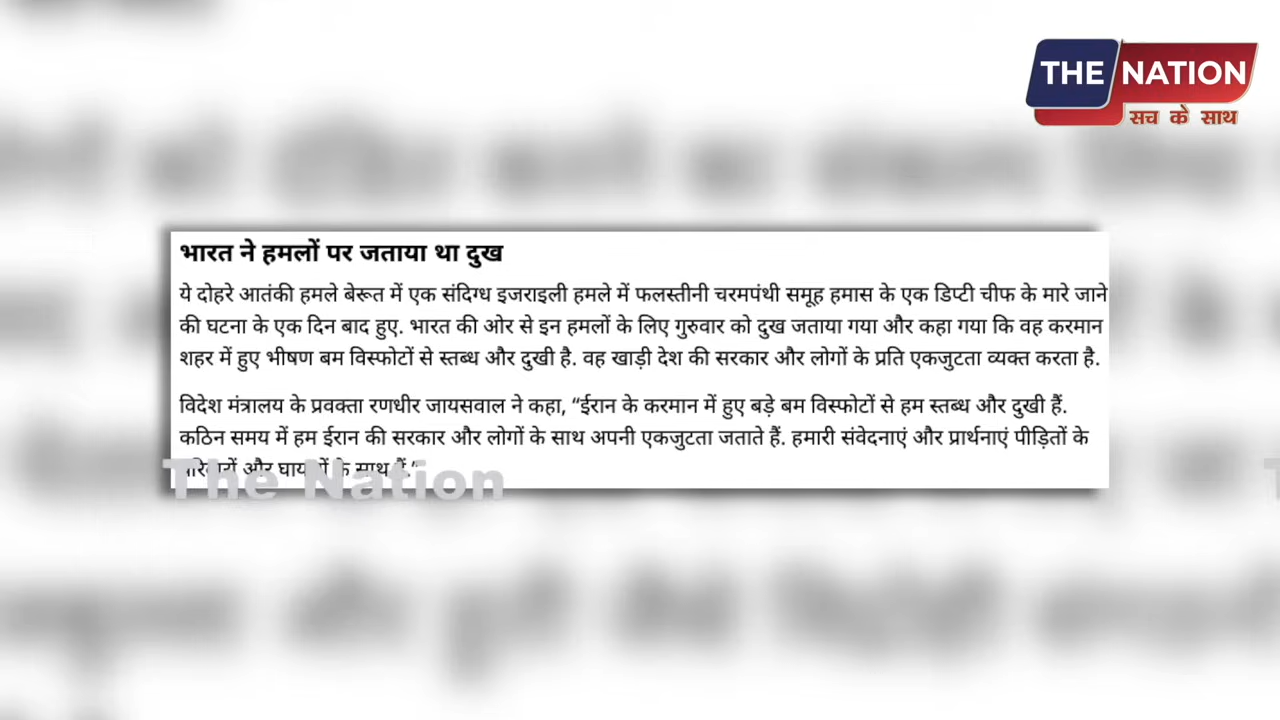 THE NATION
सच के साथ
भारत ने हमलों पर जताया था दुख
ये दोहरे आतंकी हमले बेरूत में एक संदिग्ध इजराइली हमले में फलस्तीनी चरमपंथी समूह हमास के एक डिप्टी चीफ के मारे जाने
की घटना के एक दिन बाद हुए. भारत की ओर से इन हमलों के लिए गुरुवार को दुख जताया गया और कहा गया कि वह करमान
शहर में हुए भीषण बम विस्फोटों से स्तब्ध और दुखी है. वह खाड़ी देश की सरकार और लोगों के प्रति एकजुटता व्यक्त करता है.
विदेश मंत्रालय के प्रवक्ता रणधीर जायसवाल ने कहा, “ईरान के करमान में हुए बड़े बम विस्फोटों से हम स्तब्ध और दुखी हैं.
कठिन समय में हम ईरान की सरकार और लोगों के साथ अपनी एकजुटता जताते हैं. हमारी संवेदनाएं और प्रार्थनाएं पीड़ितों के
परिवारों और घायलों के साथ हैं.”
The Nation